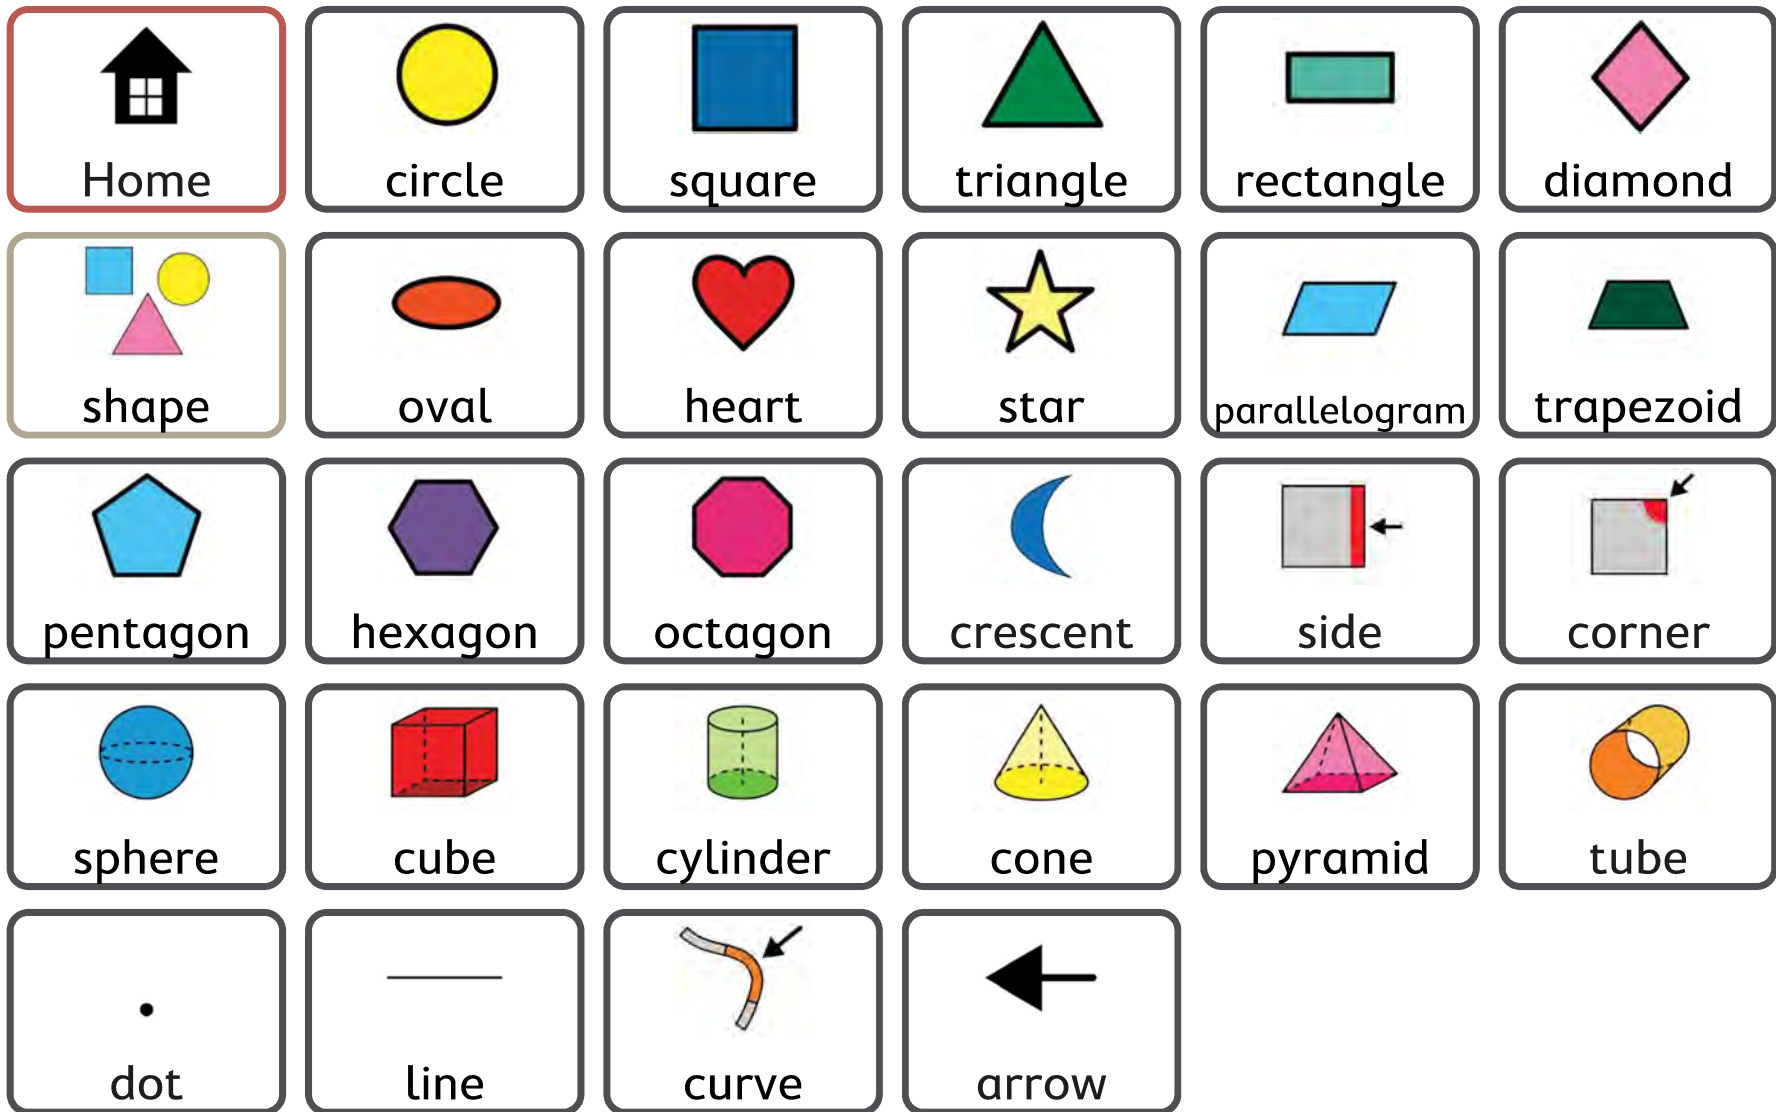 Home circle square triangle rectangle diamond
shape oval heart star parallelogram trapezoid
pentagon hexagon octagon crescent side corner
sphere cube cylinder cone pyramid tube
dot line curve arrow